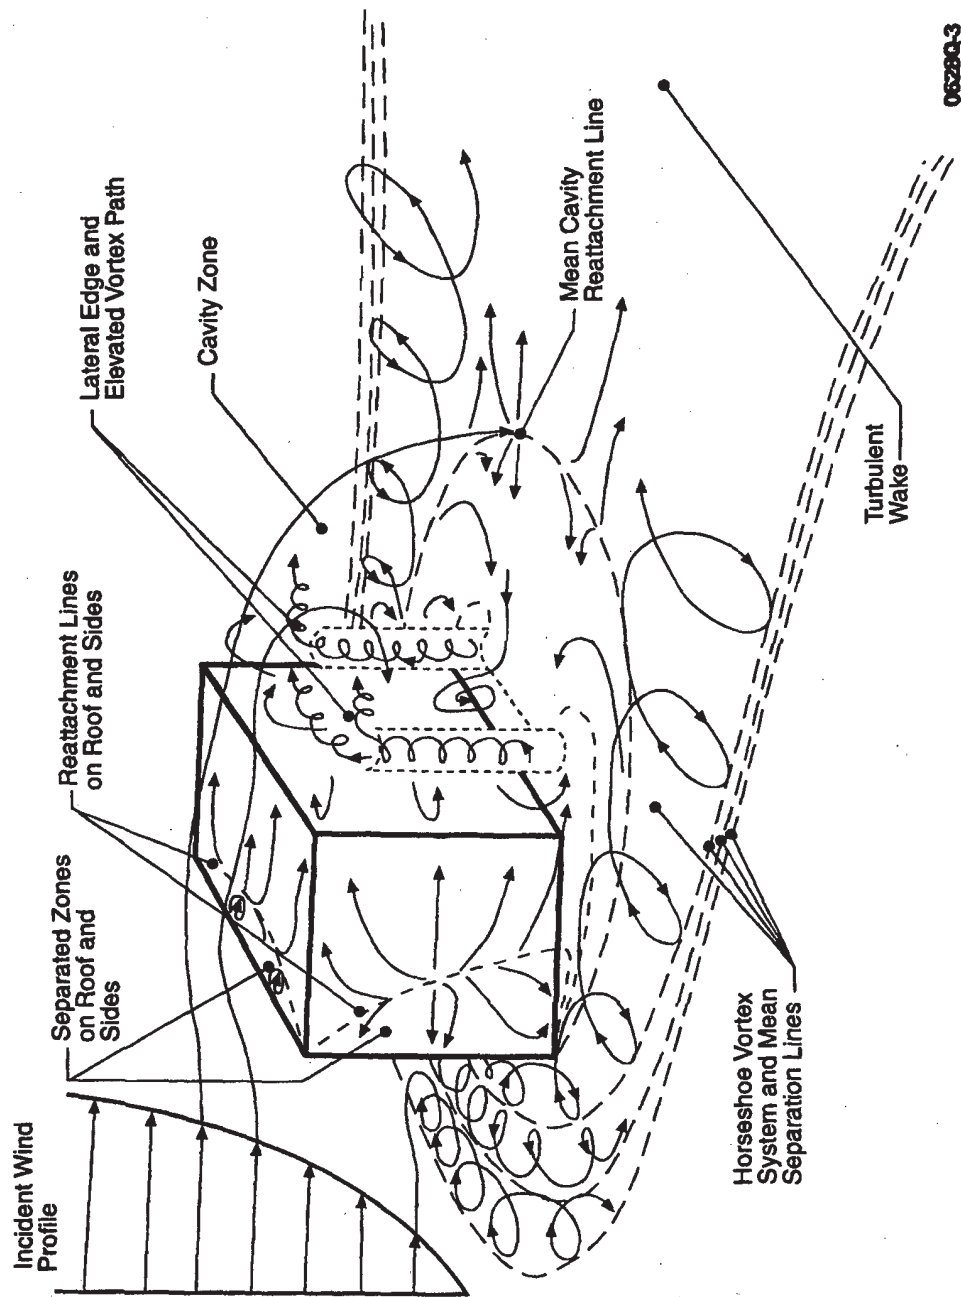 Incident Wind
Profile
Separated Zones
on Roof and
Sides
Reattachment Lines
on Roof and Sides
Lateral Edge and
Elevated Vortex Path
Cavity Zone
Mean Cavity
Reattachment Line
Turbulent
Wake
Horseshoe Vortex
System and Mean
Separation Lines
0628Q-3